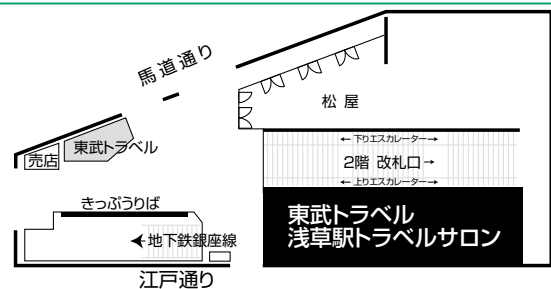 馬道通り
松屋
東武トラベル
売店
← 下りエスカレーター→
2階 改札口→
← 上りエスカレーター→
きっぷうりば
地下鉄銀座線
東武トラベル
浅草駅トラベルサロン
江戸通り